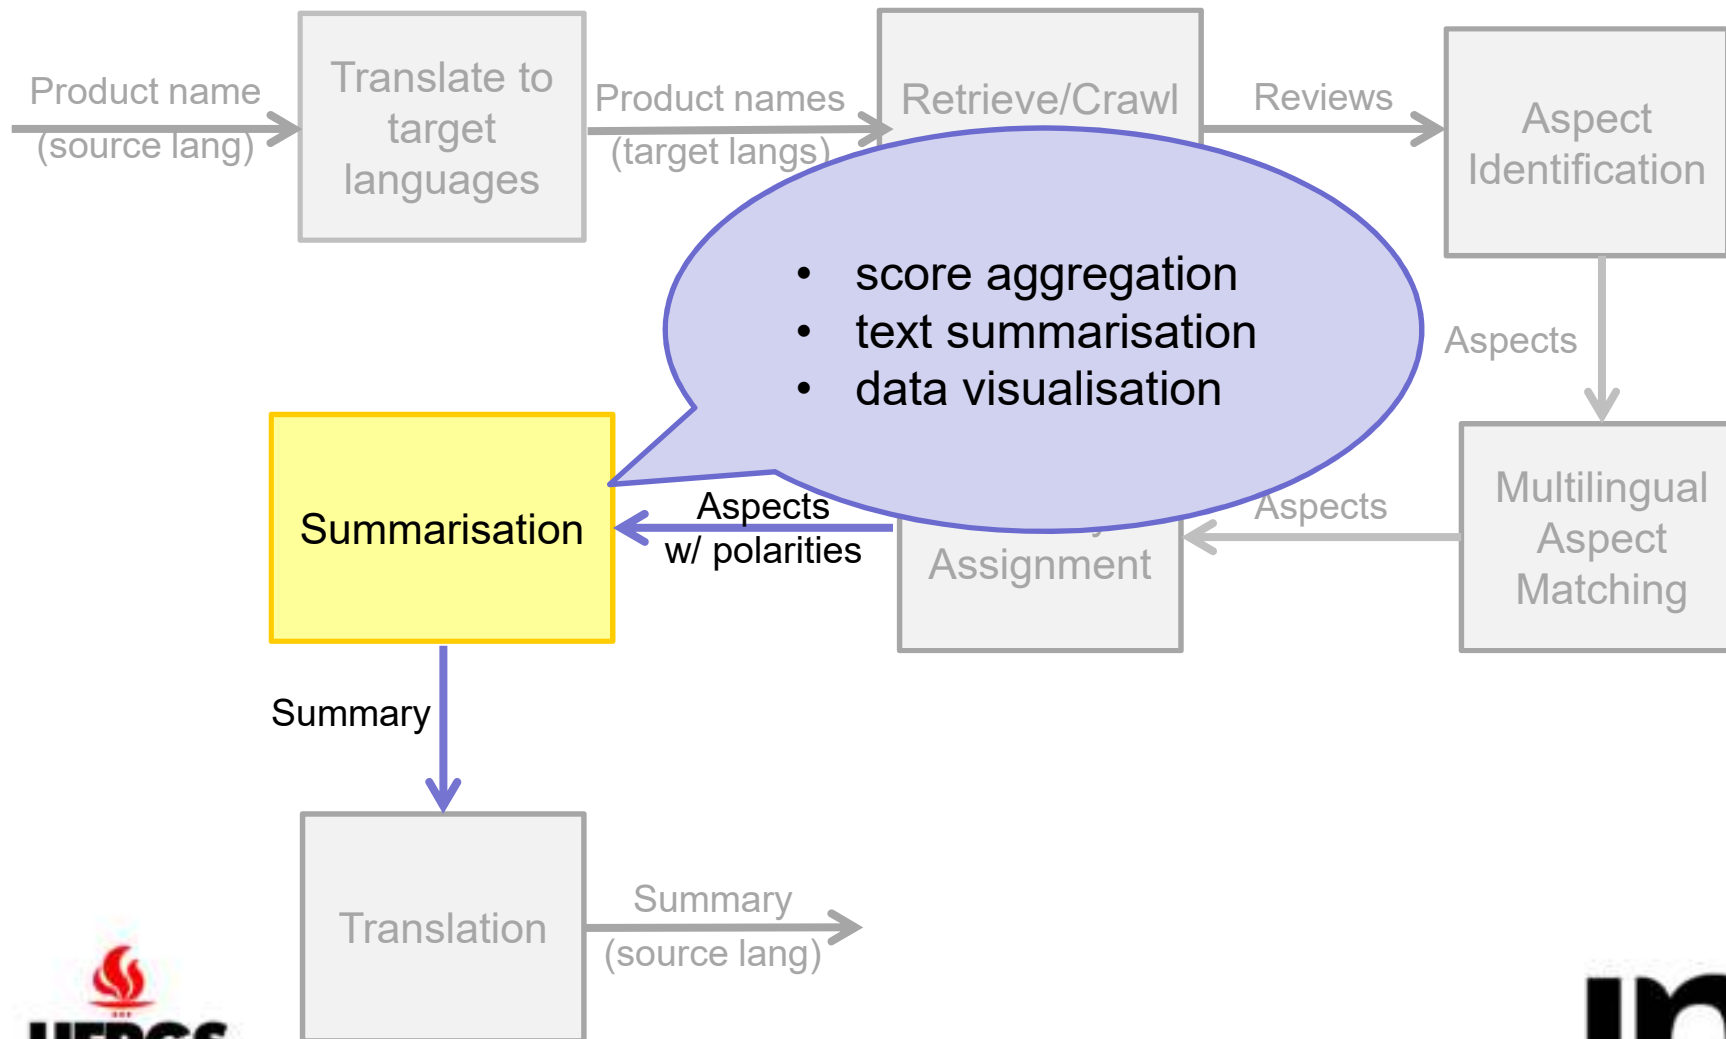 Product name
(source lang)
Translate to
target
languages
Product names
(target langs)
Retrieve/Crawl
Reviews
Aspect
Identification
• score aggregation
• text summarisation
• data visualisation
Aspects
Multilingual
Aspect
Matching
Aspects
Assignment
Aspects
w/ polarities
Summarisation
Summary
Translation
Summary
(source lang)
UFRGS